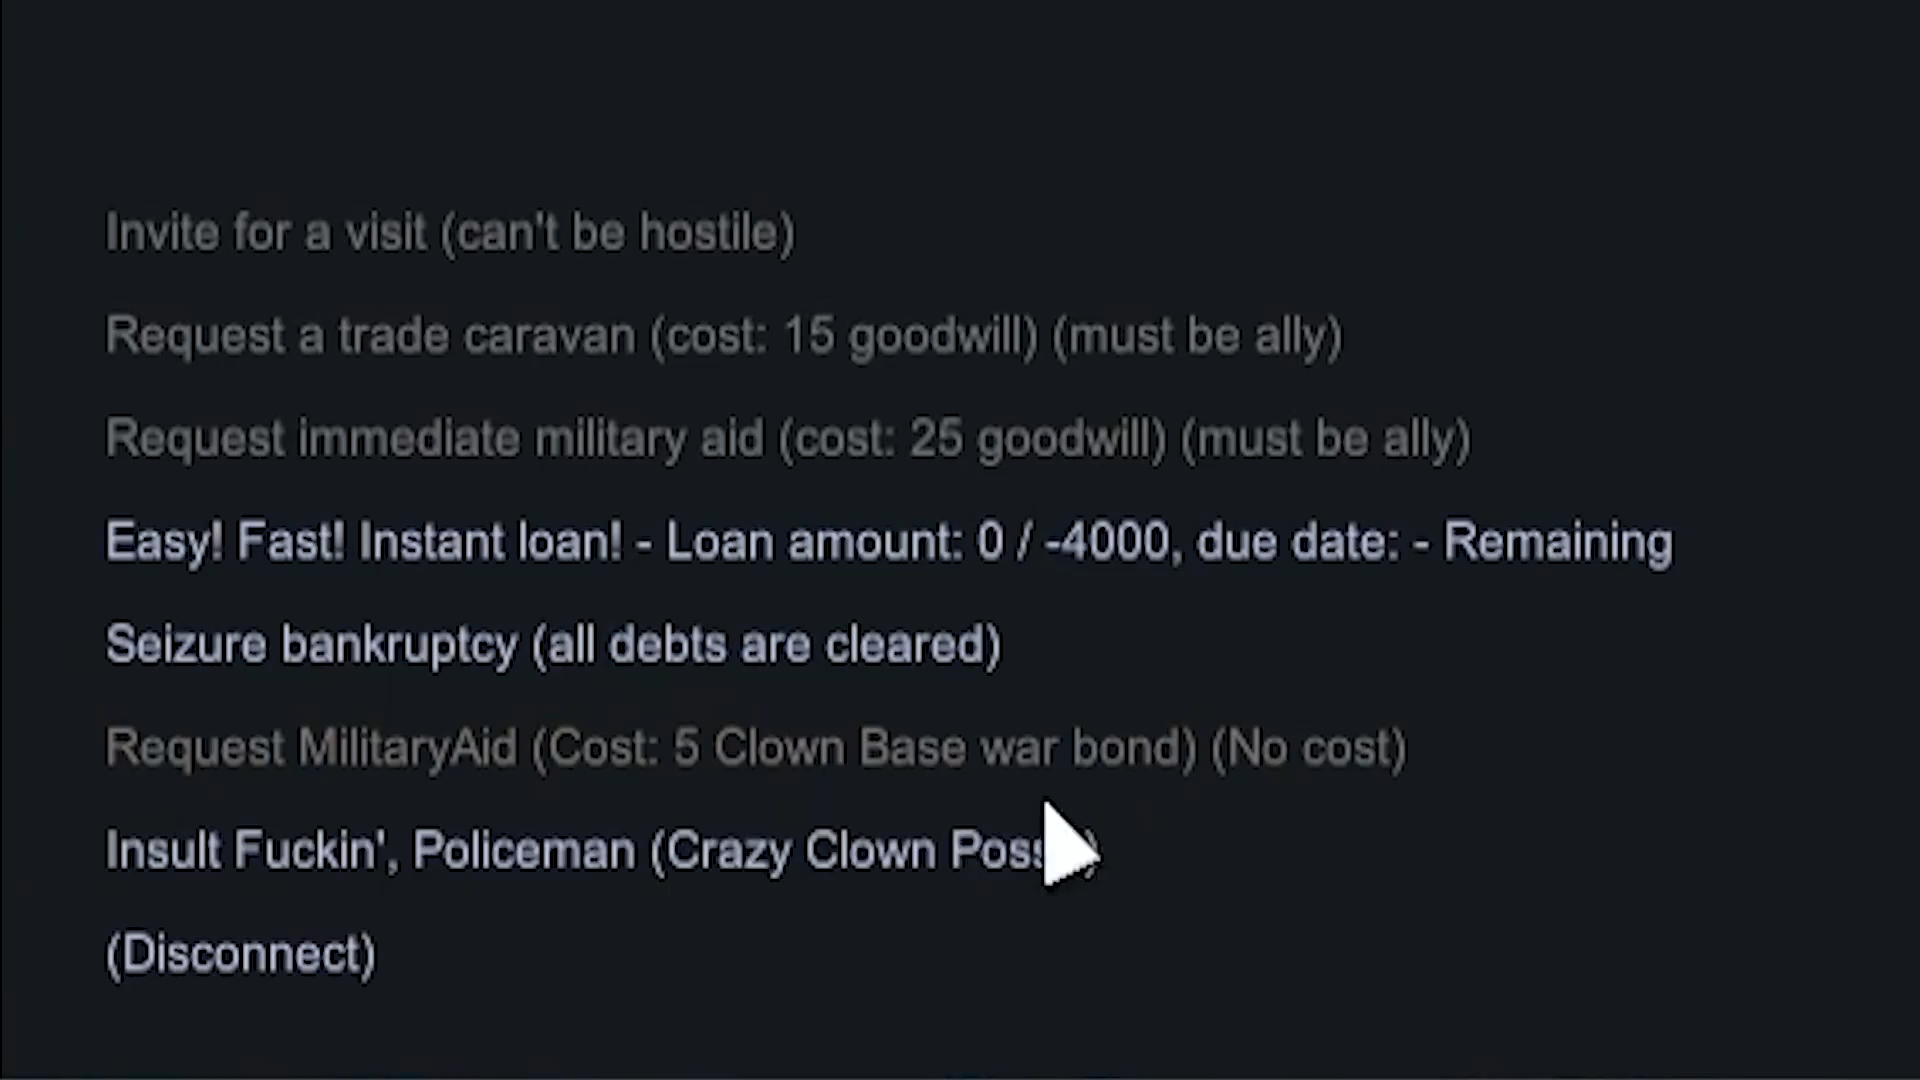 Invite for a visit (can't be hostile)
Request a trade caravan (cost: 15 goodwill) (must be ally)
Request immediate military aid (cost: 25 goodwill) (must be ally)
Easy! Fast! Instant loan! - Loan amount: 0 / -4000, due date: - Remaining
Seizure bankruptcy (all debts are cleared)
Request MilitaryAid (Cost: 5 Clown Base war bond) (No cost)
Insult Fuckin', Policeman (Crazy Clown
(Disconnect)